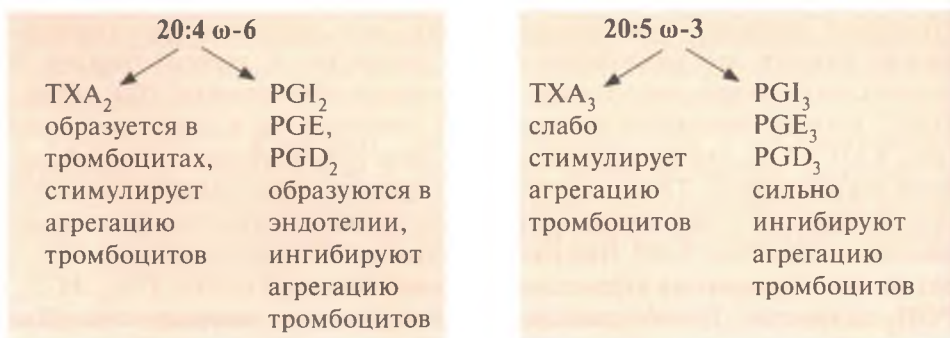 20:4 ω-6
TXA₂
образуется в
тромбоцитах,
стимулирует
агрегацию
тромбоцитов
PGI₂
PGE,
PGD₂
образуются в
эндотелии,
ингибируют
агрегацию
тромбоцитов
20:5 ω-3
TXA₃
слабо
стимулирует
агрегацию
тромбоцитов
PGI₃
PGE₃
PGD₃
сильно
ингибируют
агрегацию
тромбоцитов